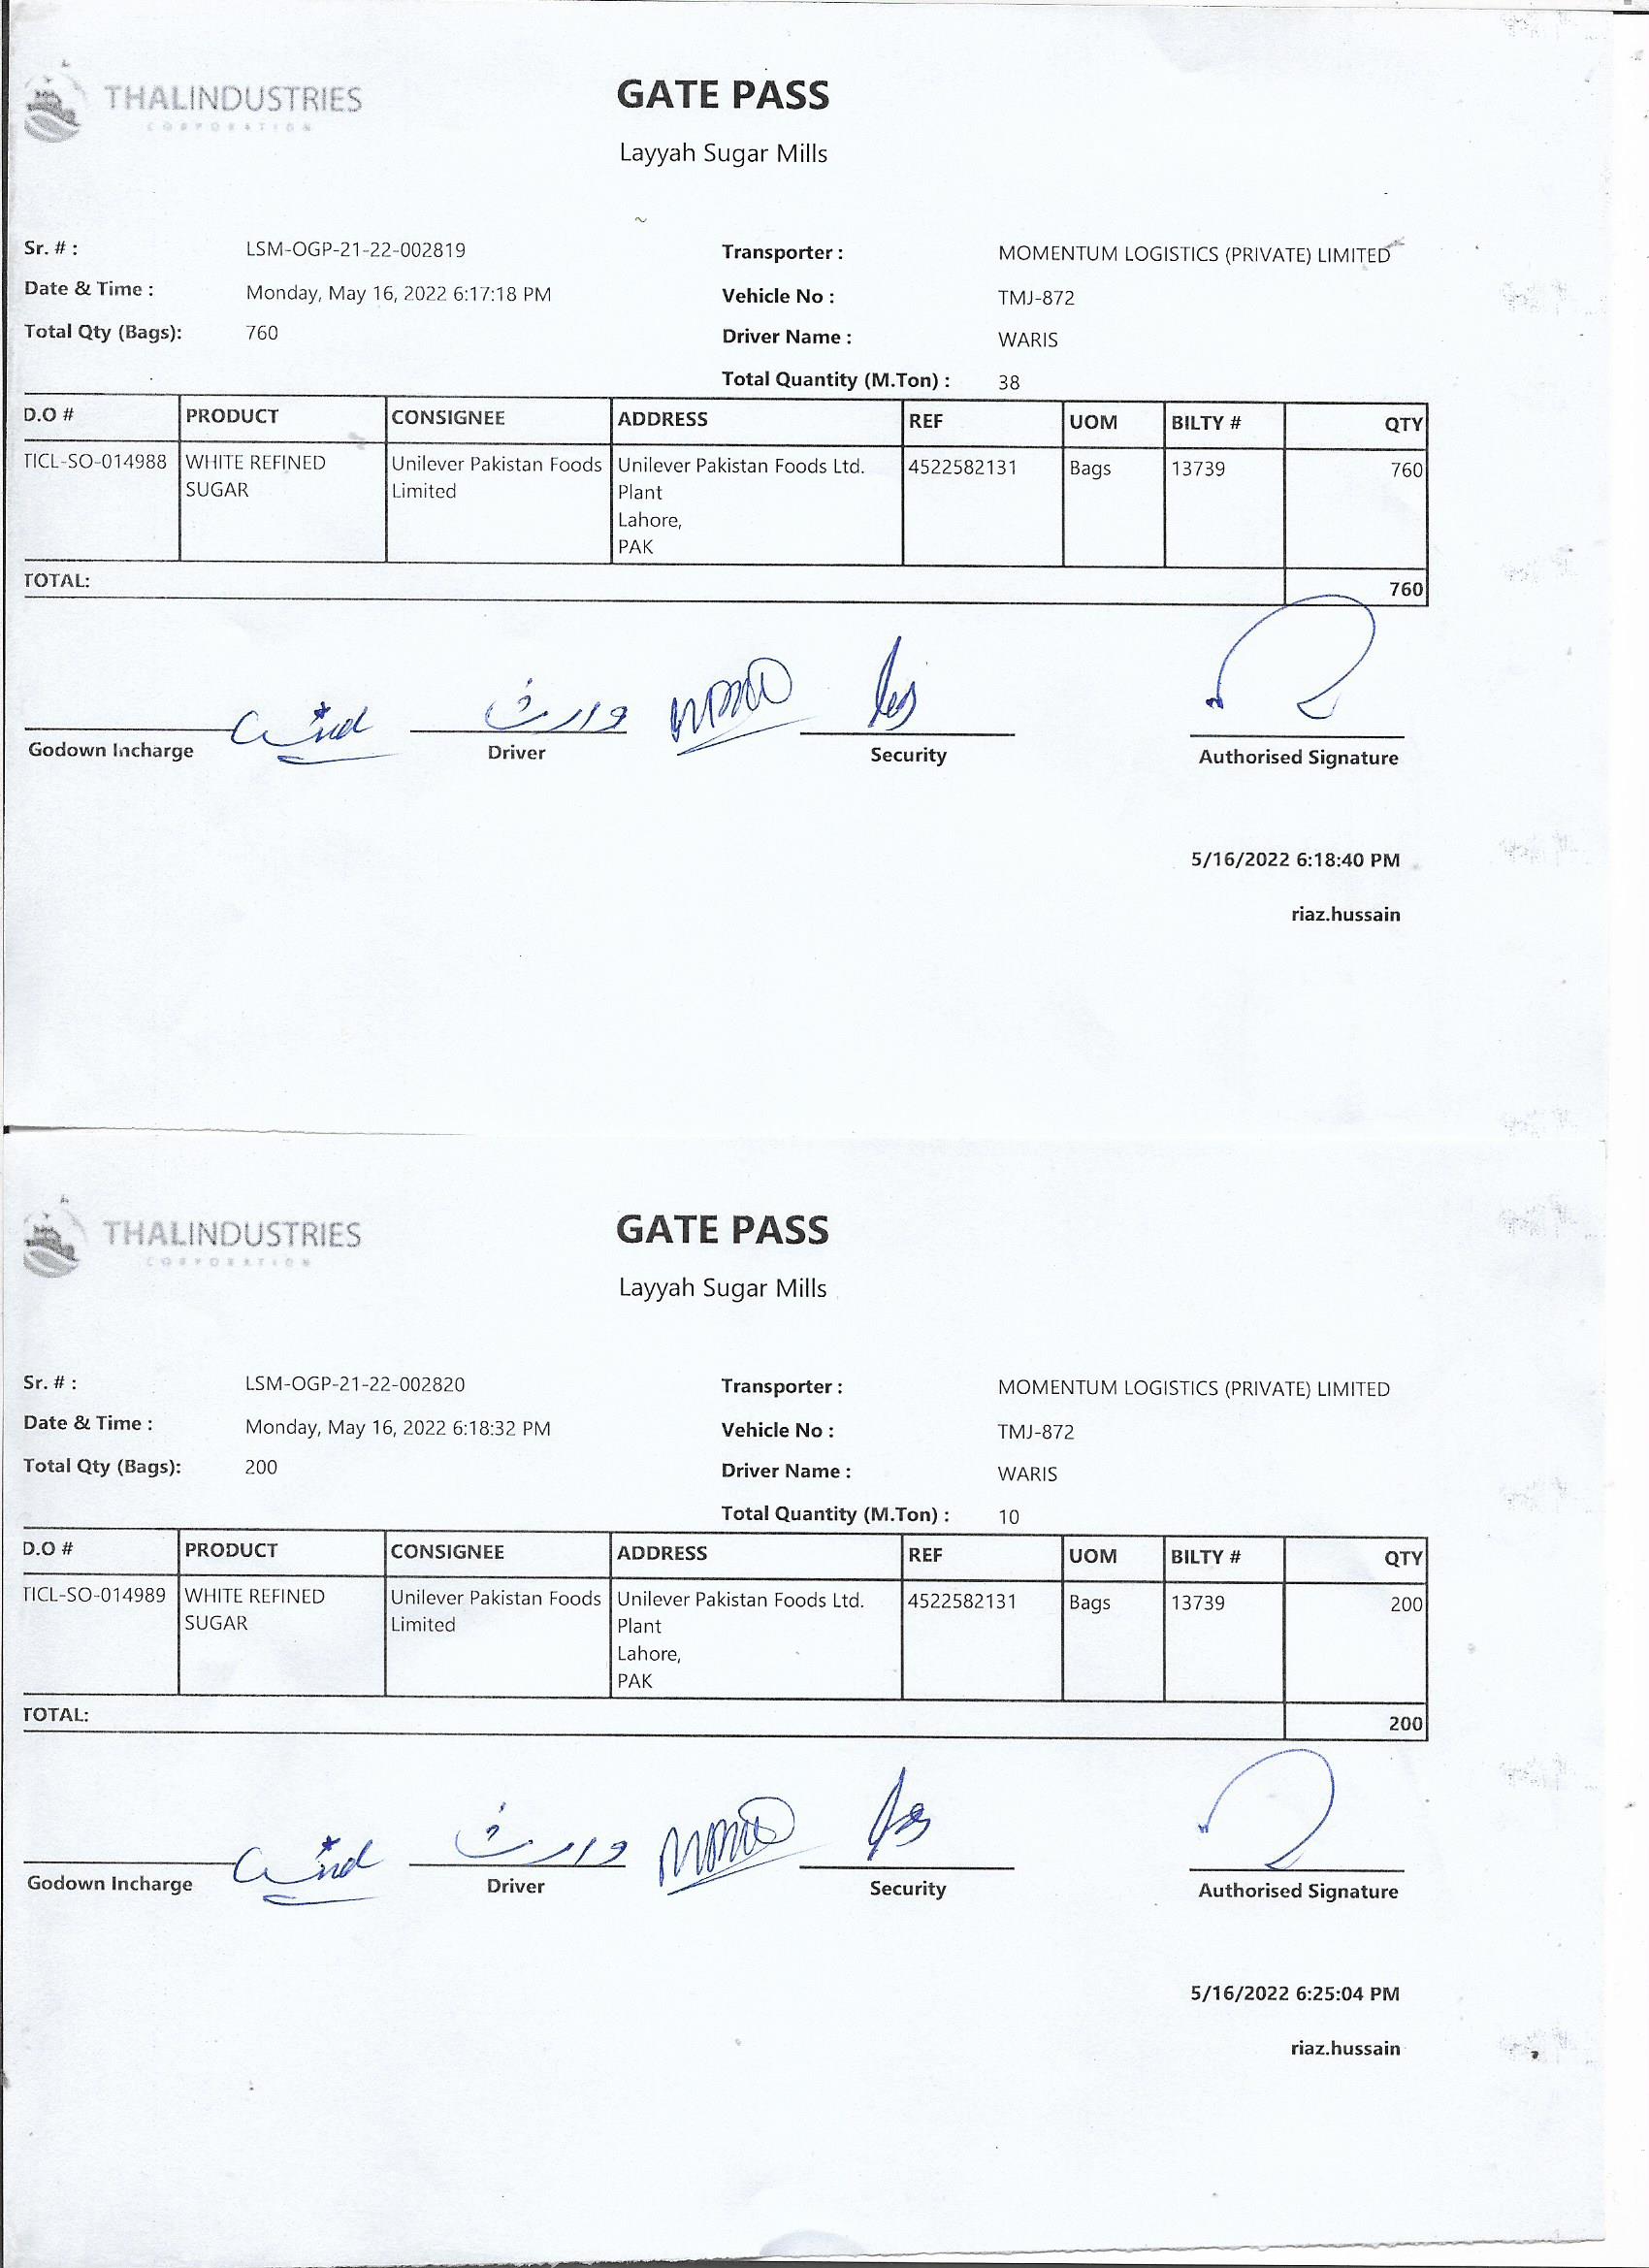 THALINDUSTRIES
CORPORATION
GATE PASS
Layyah Sugar Mills
Sr. # : LSM-OGP-21-22-002819 Transporter : MOMENTUM LOGISTICS (PRIVATE) LIMITED
Date & Time : Monday, May 16, 2022 6:17:18 PM Vehicle No : TMJ-872
Total Qty (Bags): 760 Driver Name : WARIS
Total Quantity (M.Ton) : 38
D.O # PRODUCT CONSIGNEE ADDRESS REF UOM BILTY # QTY
TICL-SO-014988 WHITE REFINED Unilever Pakistan Foods Unilever Pakistan Foods Ltd. 4522582131 Bags 13739 760
SUGAR Limited Plant
Lahore,
PAK
TOTAL: 760
وارث
Godown Incharge Driver Security Authorised Signature
5/16/2022 6:18:40 PM
riaz.hussain
THALINDUSTRIES
CORPORATION
GATE PASS
Layyah Sugar Mills
Sr. # : LSM-OGP-21-22-002820 Transporter : MOMENTUM LOGISTICS (PRIVATE) LIMITED
Date & Time : Monday, May 16, 2022 6:18:32 PM Vehicle No : TMJ-872
Total Qty (Bags): 200 Driver Name : WARIS
Total Quantity (M.Ton) : 10
D.O # PRODUCT CONSIGNEE ADDRESS REF UOM BILTY # QTY
TICL-SO-014989 WHITE REFINED Unilever Pakistan Foods Unilever Pakistan Foods Ltd. 4522582131 Bags 13739 200
SUGAR Limited Plant
Lahore,
PAK
TOTAL: 200
وارث
Godown Incharge Driver Security Authorised Signature
5/16/2022 6:25:04 PM
riaz.hussain